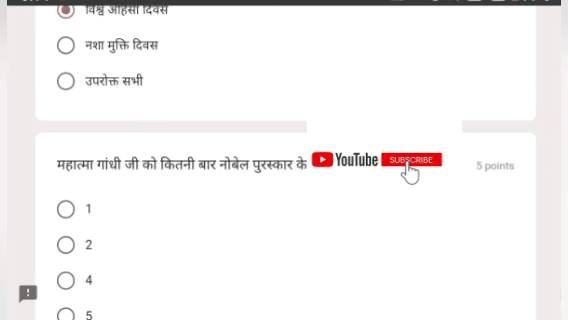 विश्व अहिंसा दिवस
नशा मुक्ति दिवस
उपरोक्त सभी
महात्मा गांधी जी को कितनी बार नोबेल पुरस्कार के
YouTube SUBSCRIBE
5 points
1
2
4
5